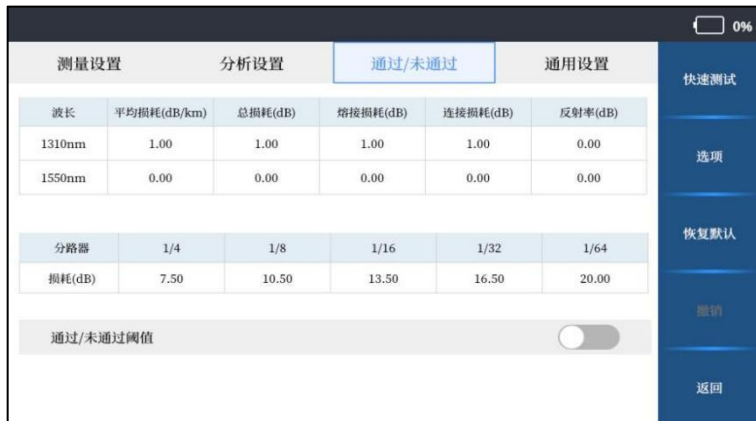 0%
测量设置 分析设置 通过/未通过 通用设置
快速测试
选项
恢复默认
撤销
返回
波长 平均损耗(dB/km) 总损耗(dB) 熔接损耗(dB) 连接损耗(dB) 反射率(dB)
1310nm 1.00 1.00 1.00 1.00 0.00
1550nm 0.00 0.00 0.00 0.00 0.00
分路器 1/4 1/8 1/16 1/32 1/64
损耗(dB) 7.50 10.50 13.50 16.50 20.00
通过/未通过阈值